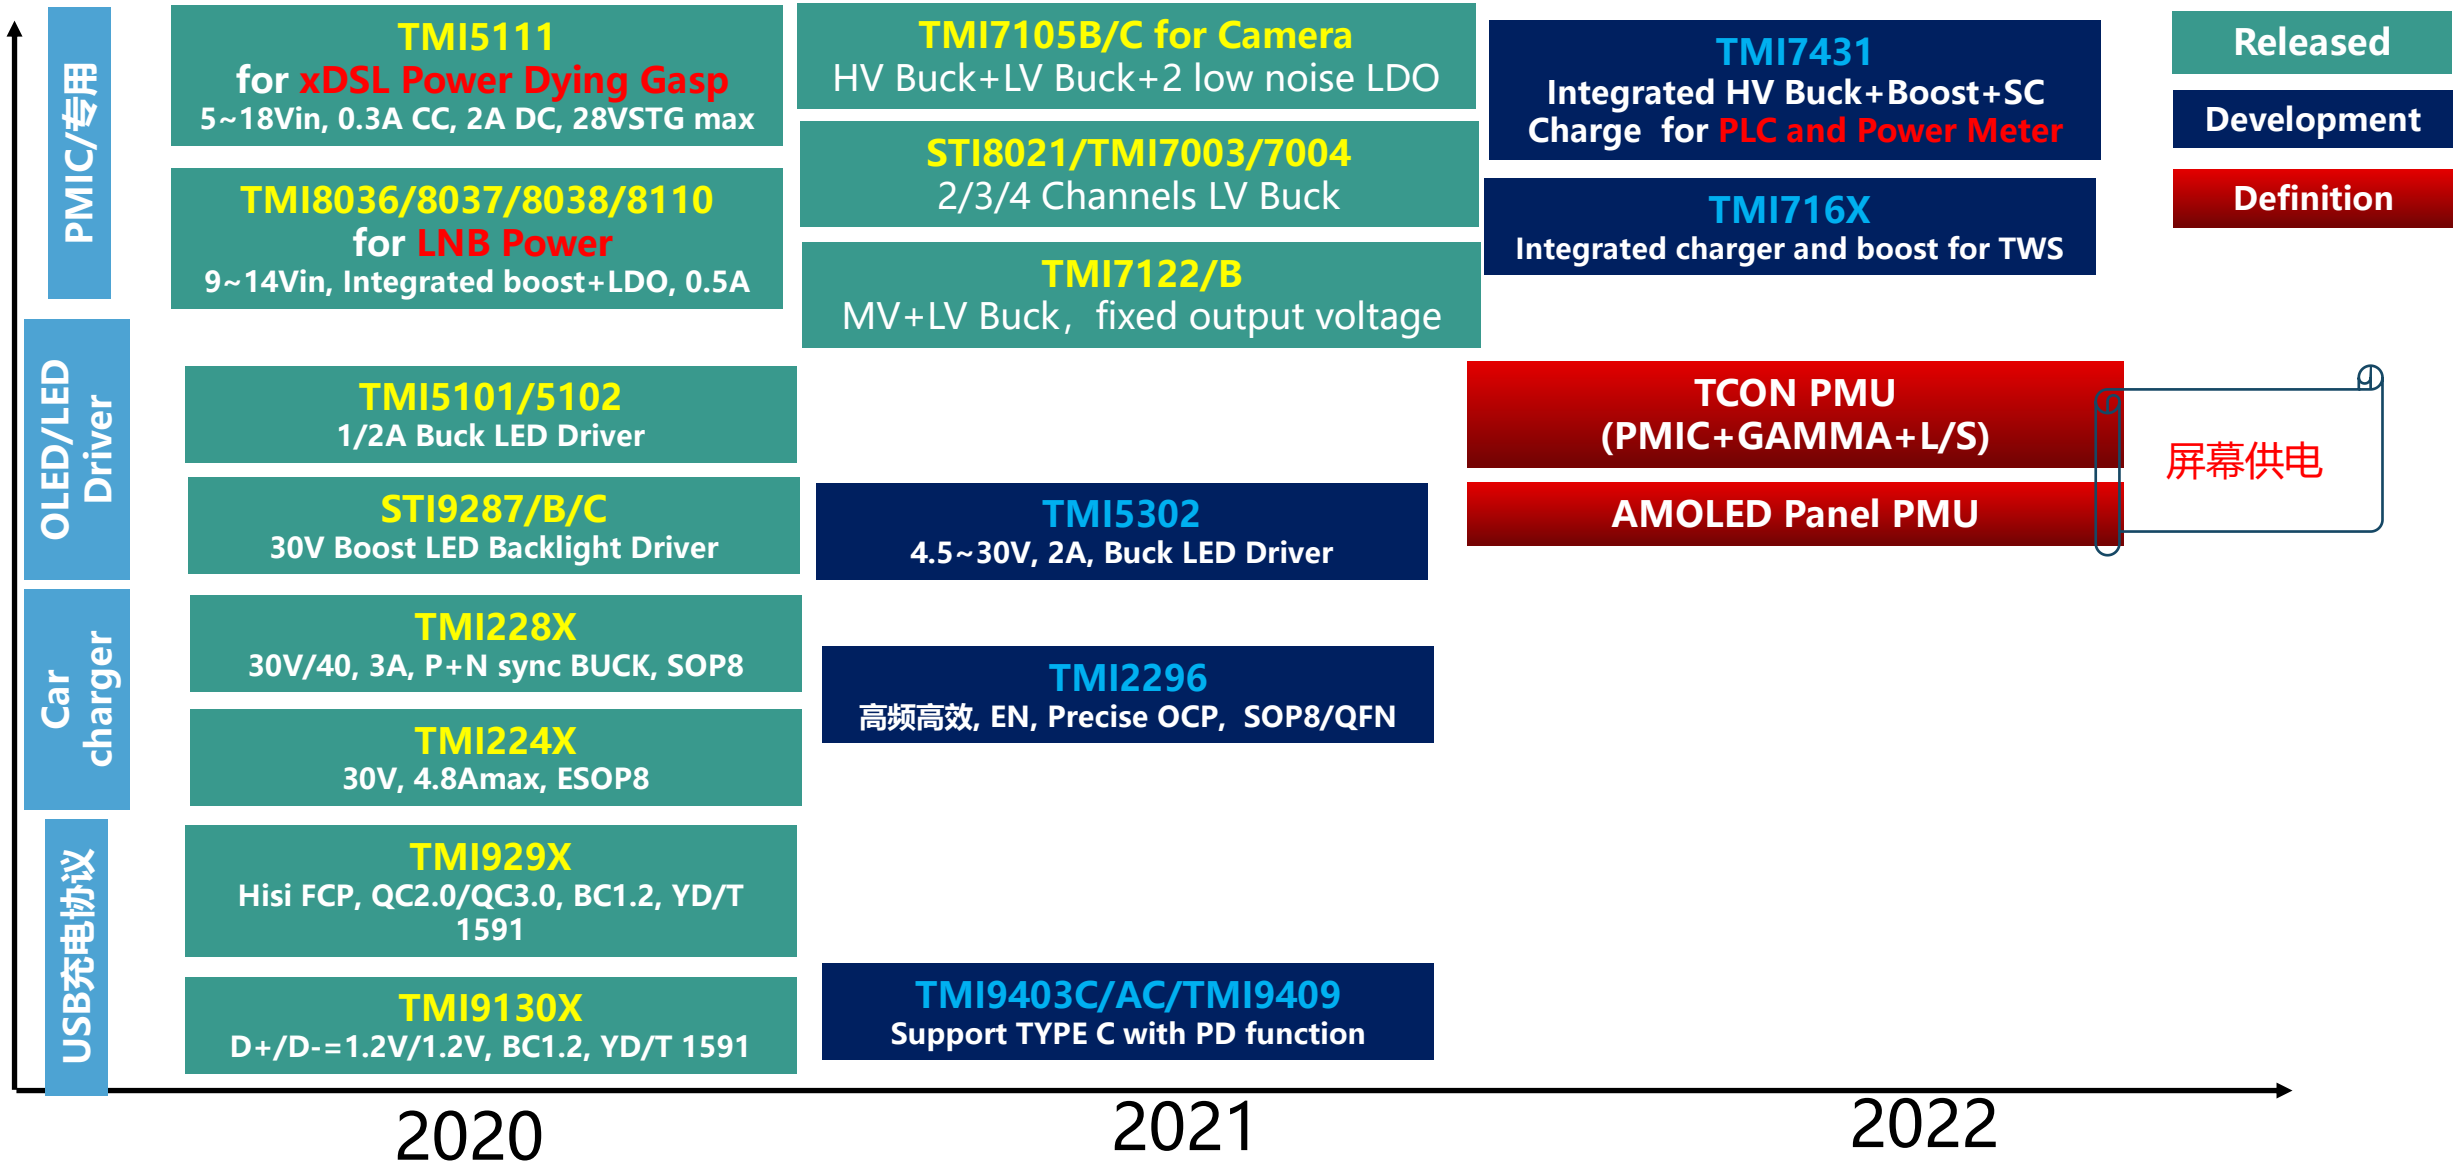 PMIC/专用
TMI5111
for xDSL Power Dying Gasp
5~18Vin, 0.3A CC, 2A DC, 28VSTG max
TMI8036/8037/8038/8110
for LNB Power
9~14Vin, Integrated boost+LDO, 0.5A
TMI7105B/C for Camera
HV Buck+LV Buck+2 low noise LDO
STI8021/TMI7003/7004
2/3/4 Channels LV Buck
TMI7122/B
MV+LV Buck，fixed output voltage
TMI7431
Integrated HV Buck+Boost+SC
Charge for PLC and Power Meter
TMI716X
Integrated charger and boost for TWS
Released
Development
Definition
OLED/LED
Driver
TMI5101/5102
1/2A Buck LED Driver
STI9287/B/C
30V Boost LED Backlight Driver
TMI5302
4.5~30V, 2A, Buck LED Driver
TCON PMU
(PMIC+GAMMA+L/S)
AMOLED Panel PMU
屏幕供电
Car
charger
TMI228X
30V/40, 3A, P+N sync BUCK, SOP8
TMI224X
30V, 4.8Amax, ESOP8
TMI2296
高频高效, EN, Precise OCP, SOP8/QFN
USB充电协议
TMI929X
Hisi FCP, QC2.0/QC3.0, BC1.2, YD/T
1591
TMI9130X
D+/D-=1.2V/1.2V, BC1.2, YD/T 1591
TMI9403C/AC/TMI9409
Support TYPE C with PD function
2020
2021
2022